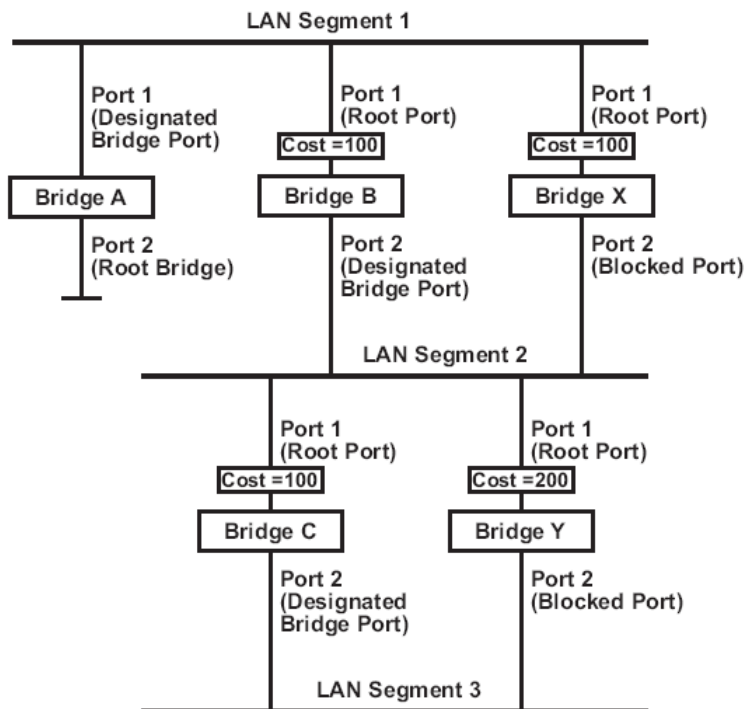 LAN Segment 1
Port 1
(Designated
Bridge Port)
Port 1
(Root Port)
Cost =100
Port 1
(Root Port)
Cost =100
Bridge A
Bridge B
Bridge X
Port 2
(Root Bridge)
Port 2
(Designated
Bridge Port)
Port 2
(Blocked Port)
LAN Segment 2
Port 1
(Root Port)
Cost =100
Port 1
(Root Port)
Cost =200
Bridge C
Bridge Y
Port 2
(Designated
Bridge Port)
Port 2
(Blocked Port)
LAN Segment 3